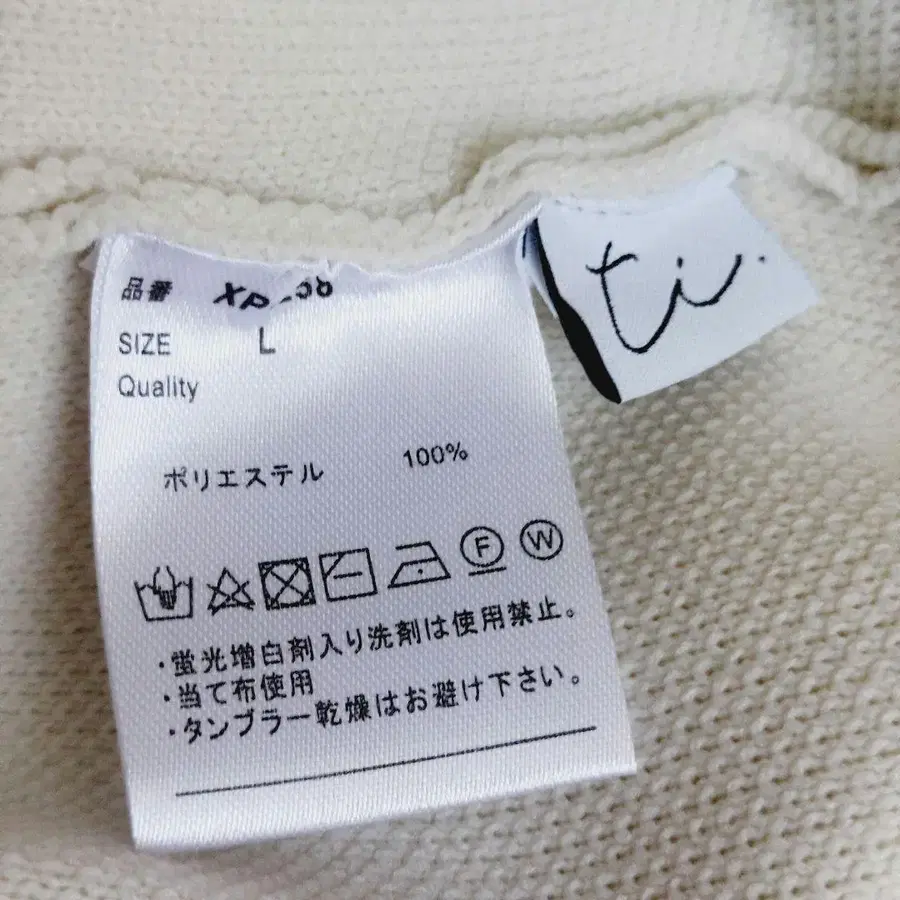 品番
SIZE L
Quality
ポリエステル 100%
F W
・蛍光増白剤入り洗剤は使用禁止。
・当て布使用
・タンブラー乾燥はお避け下さい。
ti.